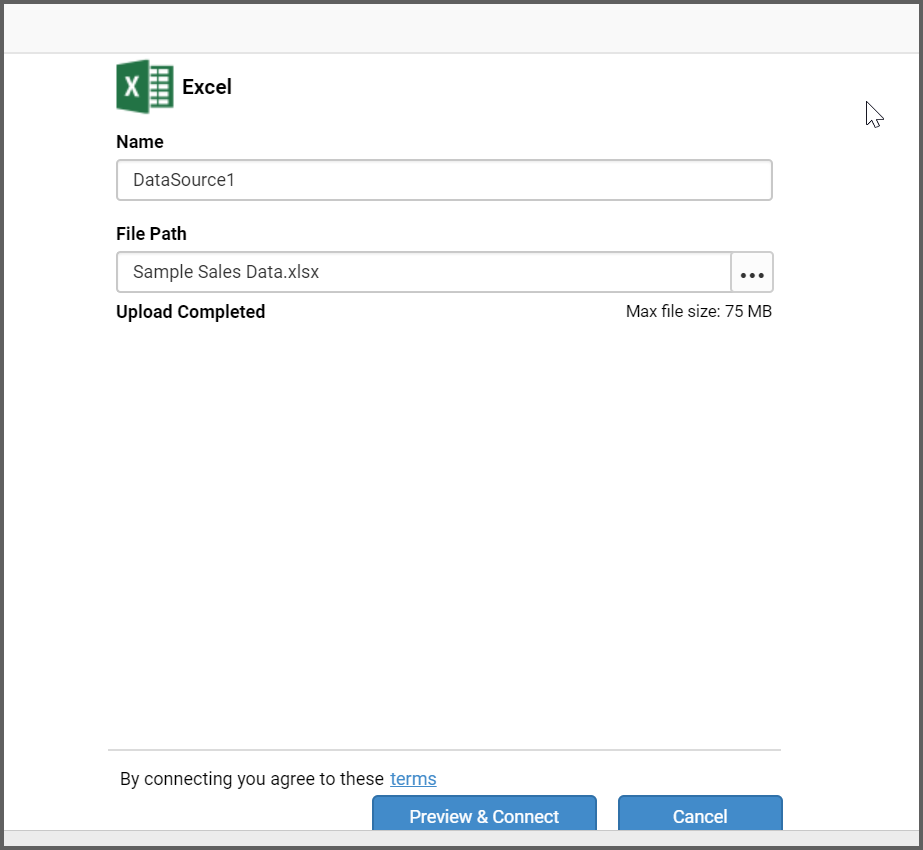 X Excel
Name
DataSource1
File Path
Sample Sales Data.xlsx ...
Upload Completed Max file size: 75 MB
By connecting you agree to these terms
Preview & Connect Cancel